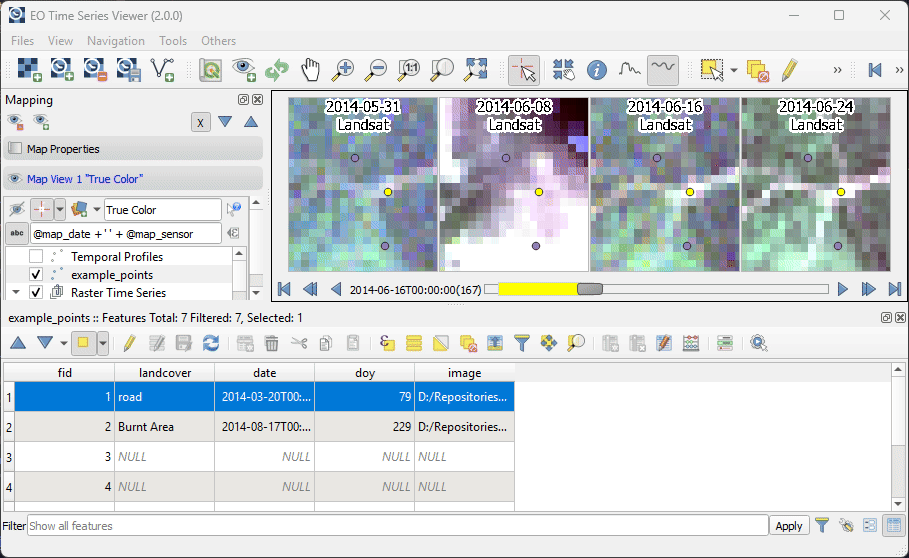 EO Time Series Viewer (2.0.0)
Files View Navigation Tools Others
1:1
Mapping
x
Map Properties
Map View 1 "True Color"
True Color
abc @map_date + ' ' + @map_sensor
Temporal Profiles
example_points
Raster Time Series
2014-05-31
Landsat
2014-06-08
Landsat
2014-06-16
Landsat
2014-06-24
Landsat
2014-06-16T00:00:00(167)
example_points :: Features Total: 7 Filtered: 7, Selected: 1
fid landcover date doy image
1 1 road 2014-03-20T00:... 79 D:/Repositories...
2 2 Burnt Area 2014-08-17T00:... 229 D:/Repositories...
3 3 NULL NULL NULL NULL
4 4 NULL NULL NULL NULL
Filter Show all features Apply